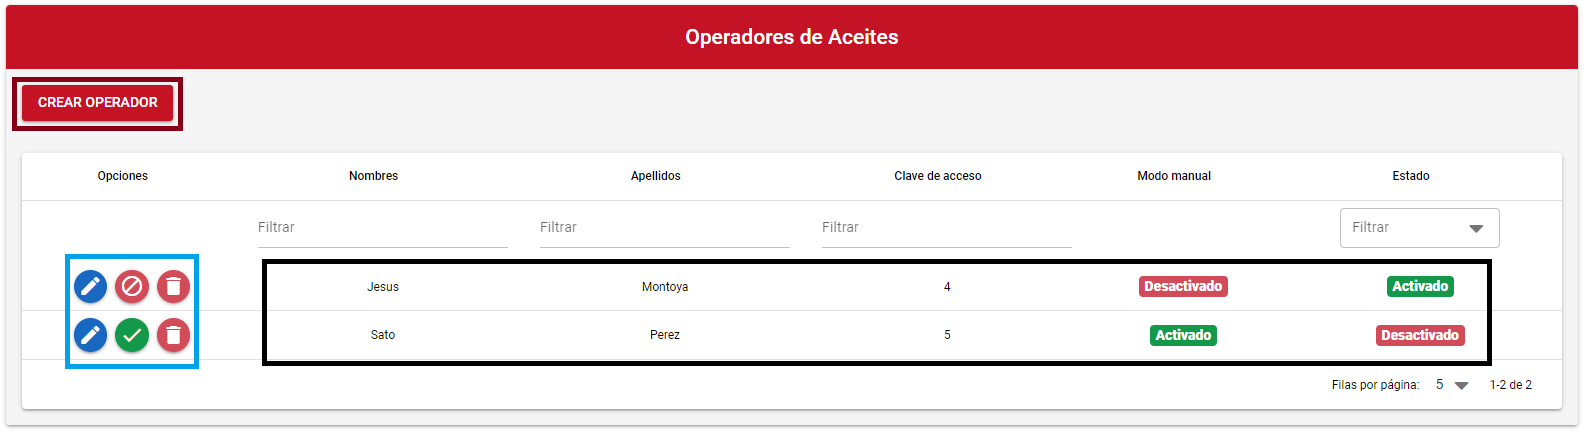 Operadores de Aceites
CREAR OPERADOR
Opciones Nombres Apellidos Clave de acceso Modo manual Estado
Filtrar Filtrar Filtrar Filtrar
Jesus Montoya 4 Desactivado Activado
Sato Perez 5 Activado Desactivado
Filas por página: 5 1-2 de 2